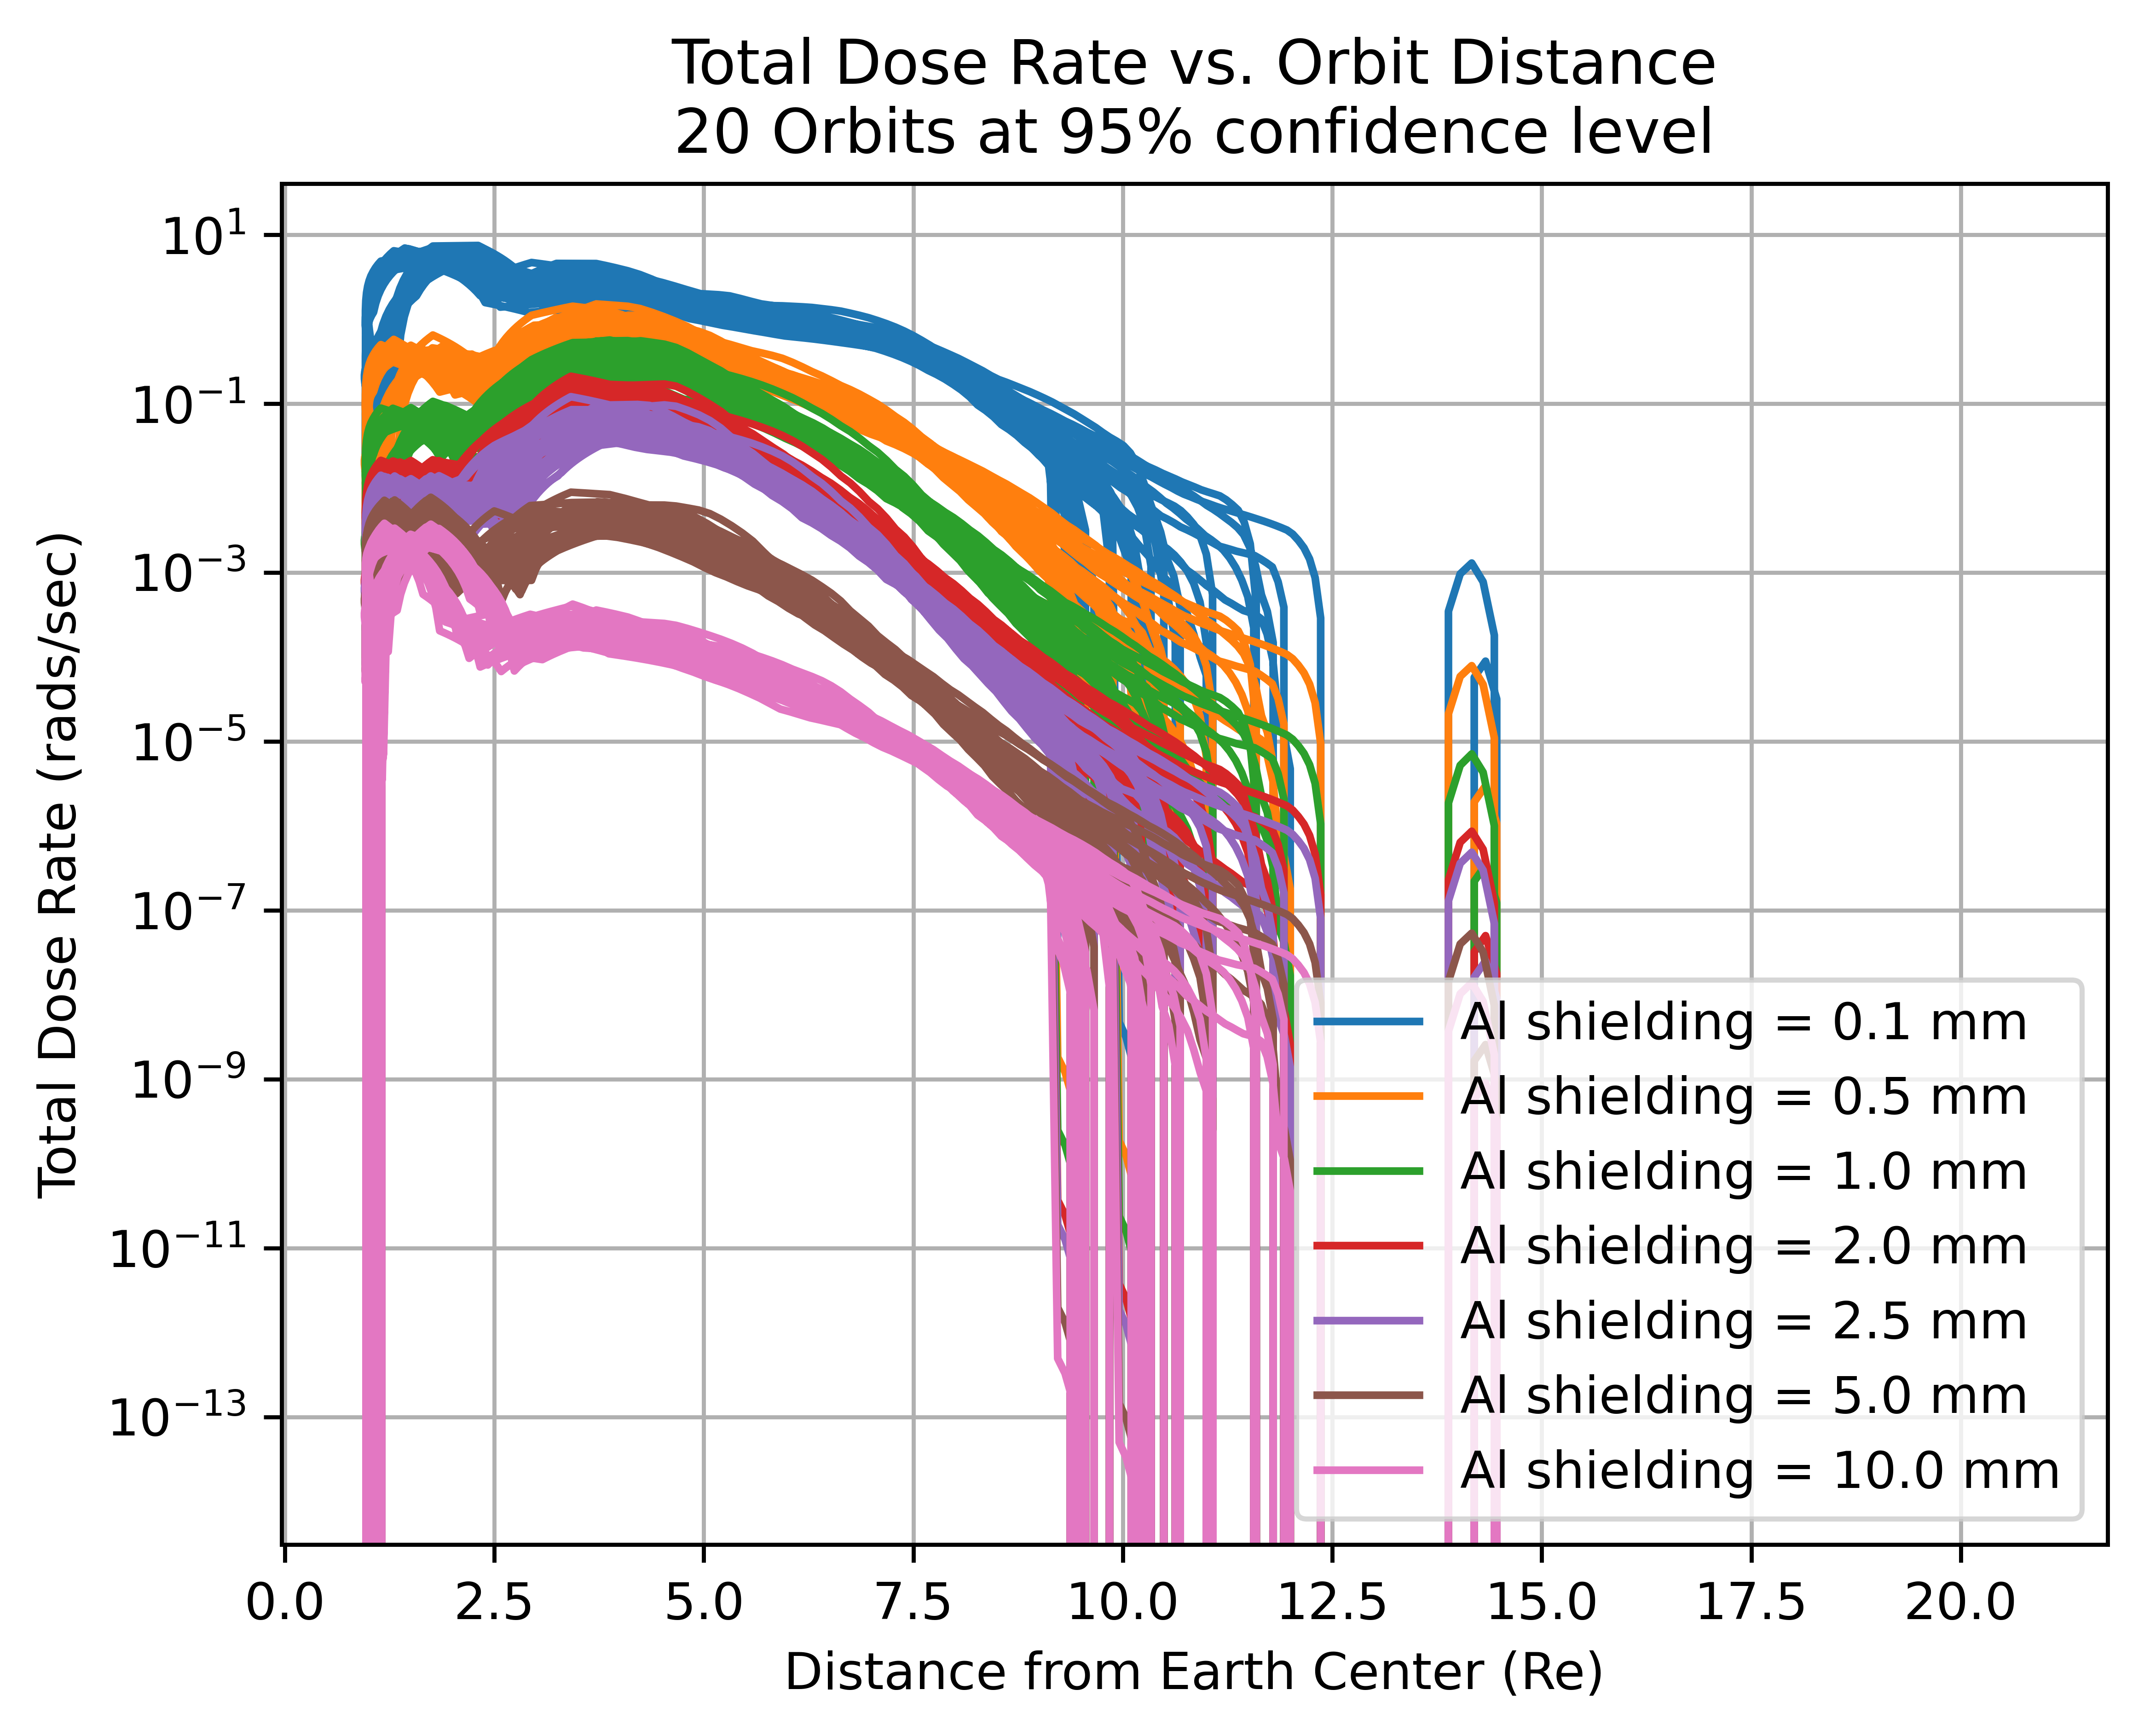 Total Dose Rate vs. Orbit Distance
20 Orbits at 95% confidence level
Total Dose Rate (rads/sec)
10¹
10⁻¹
10⁻³
10⁻⁵
10⁻⁷
10⁻⁹
10⁻¹¹
10⁻¹³
Al shielding = 0.1 mm
Al shielding = 0.5 mm
Al shielding = 1.0 mm
Al shielding = 2.0 mm
Al shielding = 2.5 mm
Al shielding = 5.0 mm
Al shielding = 10.0 mm
0.0 2.5 5.0 7.5 10.0 12.5 15.0 17.5 20.0
Distance from Earth Center (Re)